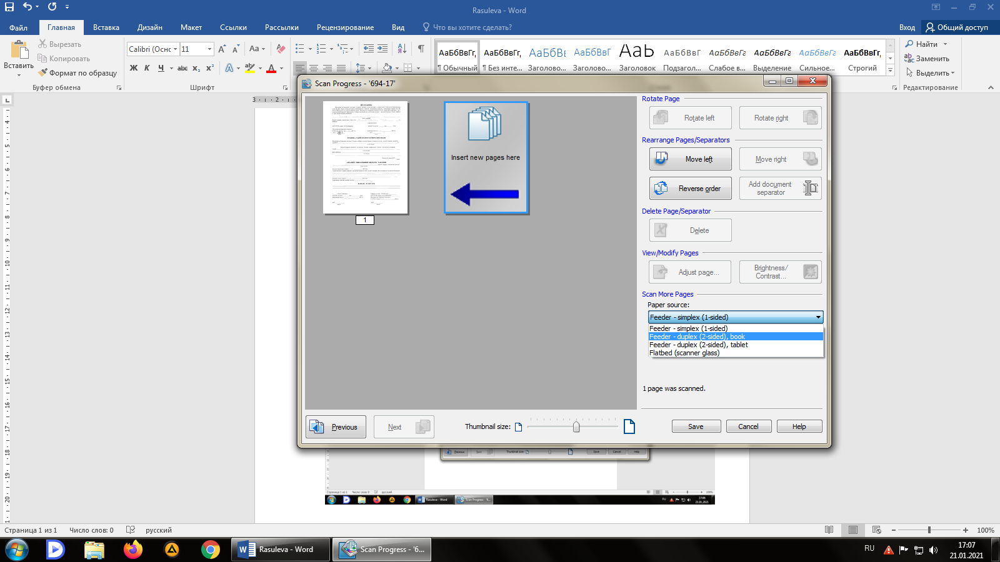 Rasuleva - Word
Файл
Главная
Вставка
Дизайн
Макет
Ссылки
Рассылки
Рецензирование
Вид
Что вы хотите сделать?
Вход
Общий доступ
Вставить
Вырезать
Копировать
Формат по образцу
Буфер обмена
Calibri (Оснс
11
Аа
Ж К Ч abc x₂ x²
Шрифт
АаБбВвГг,
АаБбВвГг,
АаБбВв
АаБбВвГ
АаБ
АаБбВвГ
АаБбВвГг
АаБбВвГг
АаБбВвГг
АаБбВвГг,
¶ Обычный
¶ Без инте...
Заголово...
Заголово...
Заголовок
Подзагол...
Слабое в...
Выделение
Сильное...
Строгий
Найти
Заменить
Выделить
Редактирование
Scan Progress - '694-17'
Insert new pages here
1
Rotate Page
Rotate left
Rotate right
Rearrange Pages/Separators
Move left
Move right
Reverse order
Add document
separator
Delete Page/Separator
Delete
View/Modify Pages
Adjust page...
Brightness/
Contrast...
Scan More Pages
Paper source:
Feeder - simplex (1-sided)
Feeder - simplex (1-sided)
Feeder - duplex (2-sided), book
Feeder - duplex (2-sided), tablet
Flatbed (scanner glass)
1 page was scanned.
Previous
Next
Thumbnail size:
Save
Cancel
Help
Страница 1 из 1
Число слов: 0
русский
100%
Rasuleva - Word
Scan Progress - '6...
RU
17:07
21.01.2021